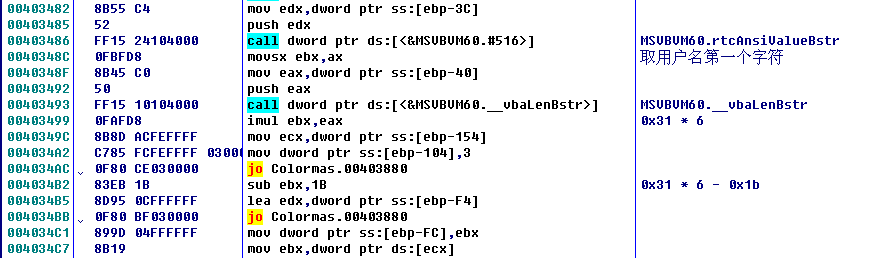 00403482 8B55 C4 mov edx,dword ptr ss:[ebp-3C]
00403485 52 push edx
00403486 FF15 24104000 call dword ptr ds:[<&MSVBVM60.#516>] MSVBVM60.rtcAnsiValueBstr
0040348C 0FBFD8 movsx ebx,ax 取用户名第一个字符
0040348F 8B45 C0 mov eax,dword ptr ss:[ebp-40]
00403492 50 push eax
00403493 FF15 10104000 call dword ptr ds:[<&MSVBVM60.__vbaLenBstr>] MSVBVM60.__vbaLenBstr
00403499 0FAFD8 imul ebx,eax 0x31 * 6
0040349C 8B8D ACFEFFFF mov ecx,dword ptr ss:[ebp-154]
004034A2 C785 FCFEFFFF 03000 mov dword ptr ss:[ebp-104],3
004034AC 0F80 CE030000 jo Colormas.00403880
004034B2 83EB 1B sub ebx,1B 0x31 * 6 - 0x1b
004034B5 8D95 0CFFFFFF lea edx,dword ptr ss:[ebp-F4]
004034BB 0F80 BF030000 jo Colormas.00403880
004034C1 899D 04FFFFFF mov dword ptr ss:[ebp-FC],ebx
004034C7 8B19 mov ebx,dword ptr ds:[ecx]